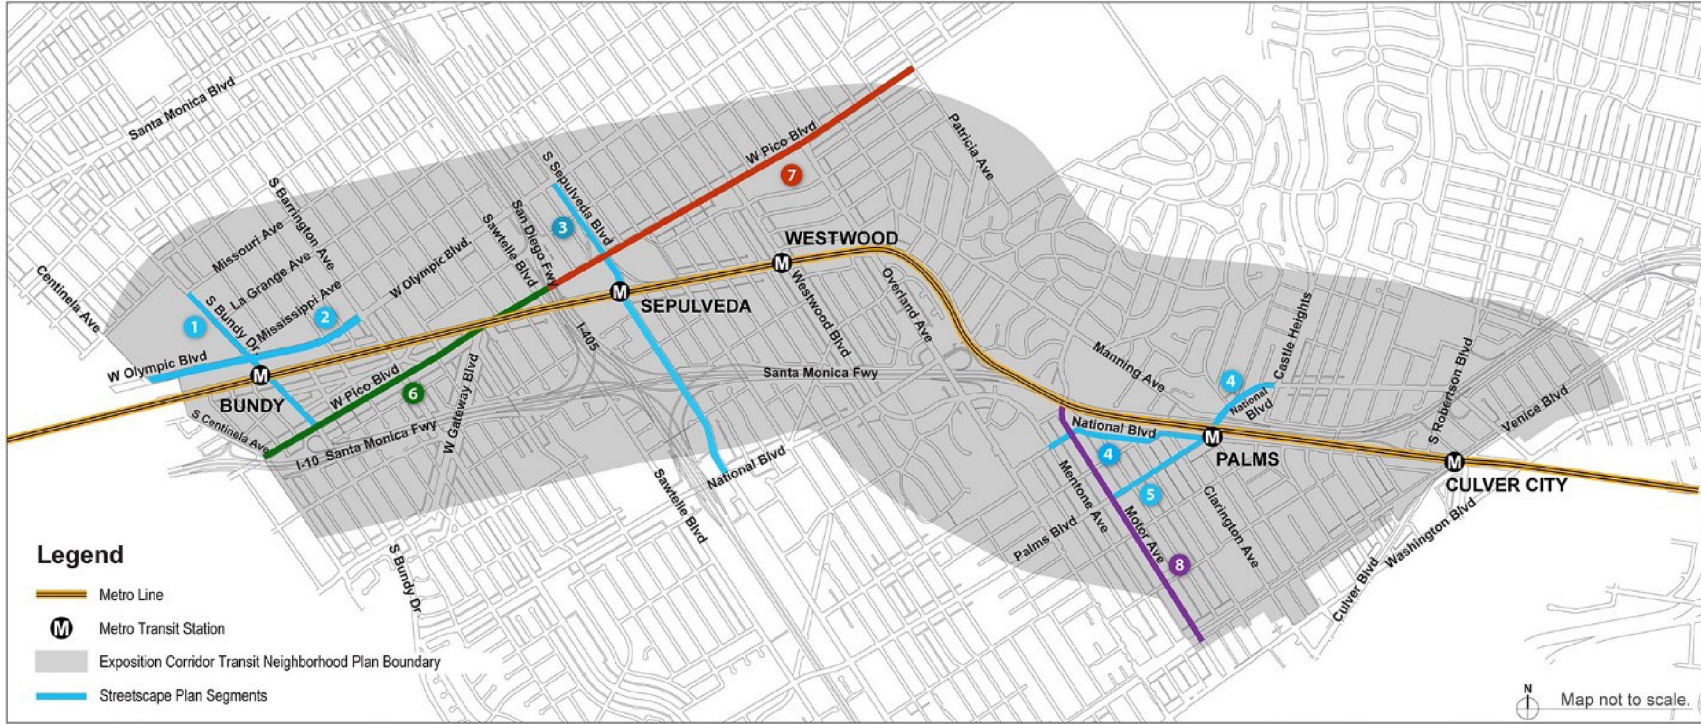 Santa Monica Blvd
Patricia Ave
W Pico Blvd
7
S Sepulveda Blvd
3
S Barrington Ave
San Diego Fwy
Sawtelle Blvd
Missouri Ave
La Grange Ave
Mississippi Ave
W Olympic Blvd.
WESTWOOD
M
Centinela Ave
S Bundy Dr
1
2
M
SEPULVEDA
Westwood Blvd
Overland Ave
I-405
Castle Heights
W Olympic Blvd
M
BUNDY
W Pico Blvd
6
W Gateway Blvd
Santa Monica Fwy
Manning Ave
4
National
Blvd
S Robertson Blvd
Venice Blvd
S Centinela Ave
I-10 Santa Monica Fwy
National Blvd
M
PALMS
4
5
M
CULVER CITY
Sawtelle Blvd
National Blvd
Mentone Ave
Palms Blvd
Motor Ave
Clarington Ave
8
Culver Blvd
Washington Blvd
S Bundy Dr
Legend
Metro Line
M
Metro Transit Station
Exposition Corridor Transit Neighborhood Plan Boundary
Streetscape Plan Segments
N
Map not to scale.